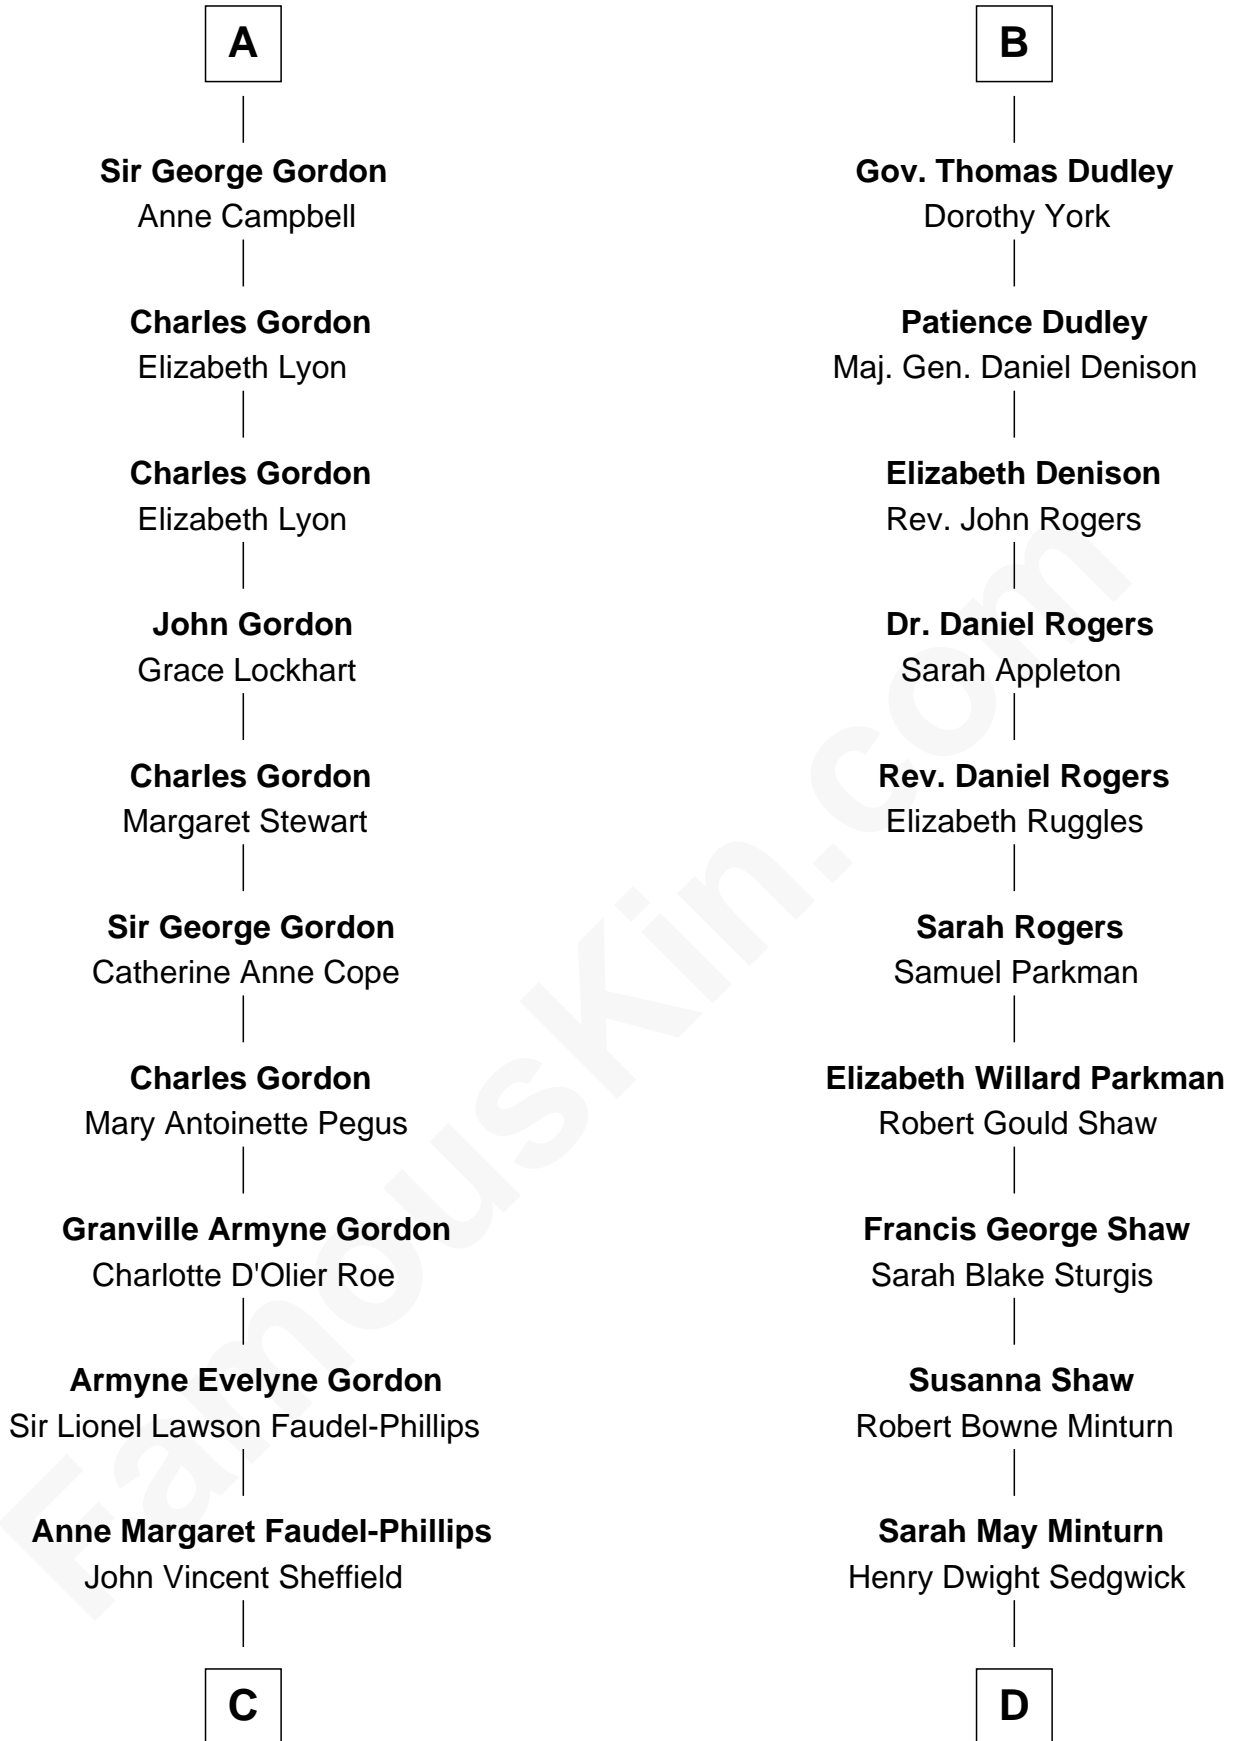 A
Sir George Gordon
Anne Campbell
Charles Gordon
Elizabeth Lyon
Charles Gordon
Elizabeth Lyon
John Gordon
Grace Lockhart
Charles Gordon
Margaret Stewart
Sir George Gordon
Catherine Anne Cope
Charles Gordon
Mary Antoinette Pegus
Granville Armyne Gordon
Charlotte D'Olier Roe
Armyne Evelyne Gordon
Sir Lionel Lawson Faudel-Phillips
Anne Margaret Faudel-Phillips
John Vincent Sheffield
C
B
Gov. Thomas Dudley
Dorothy York
Patience Dudley
Maj. Gen. Daniel Denison
Elizabeth Denison
Rev. John Rogers
Dr. Daniel Rogers
Sarah Appleton
Rev. Daniel Rogers
Elizabeth Ruggles
Sarah Rogers
Samuel Parkman
Elizabeth Willard Parkman
Robert Gould Shaw
Francis George Shaw
Sarah Blake Sturgis
Susanna Shaw
Robert Bowne Minturn
Sarah May Minturn
Henry Dwight Sedgwick
D
FamousKin.com